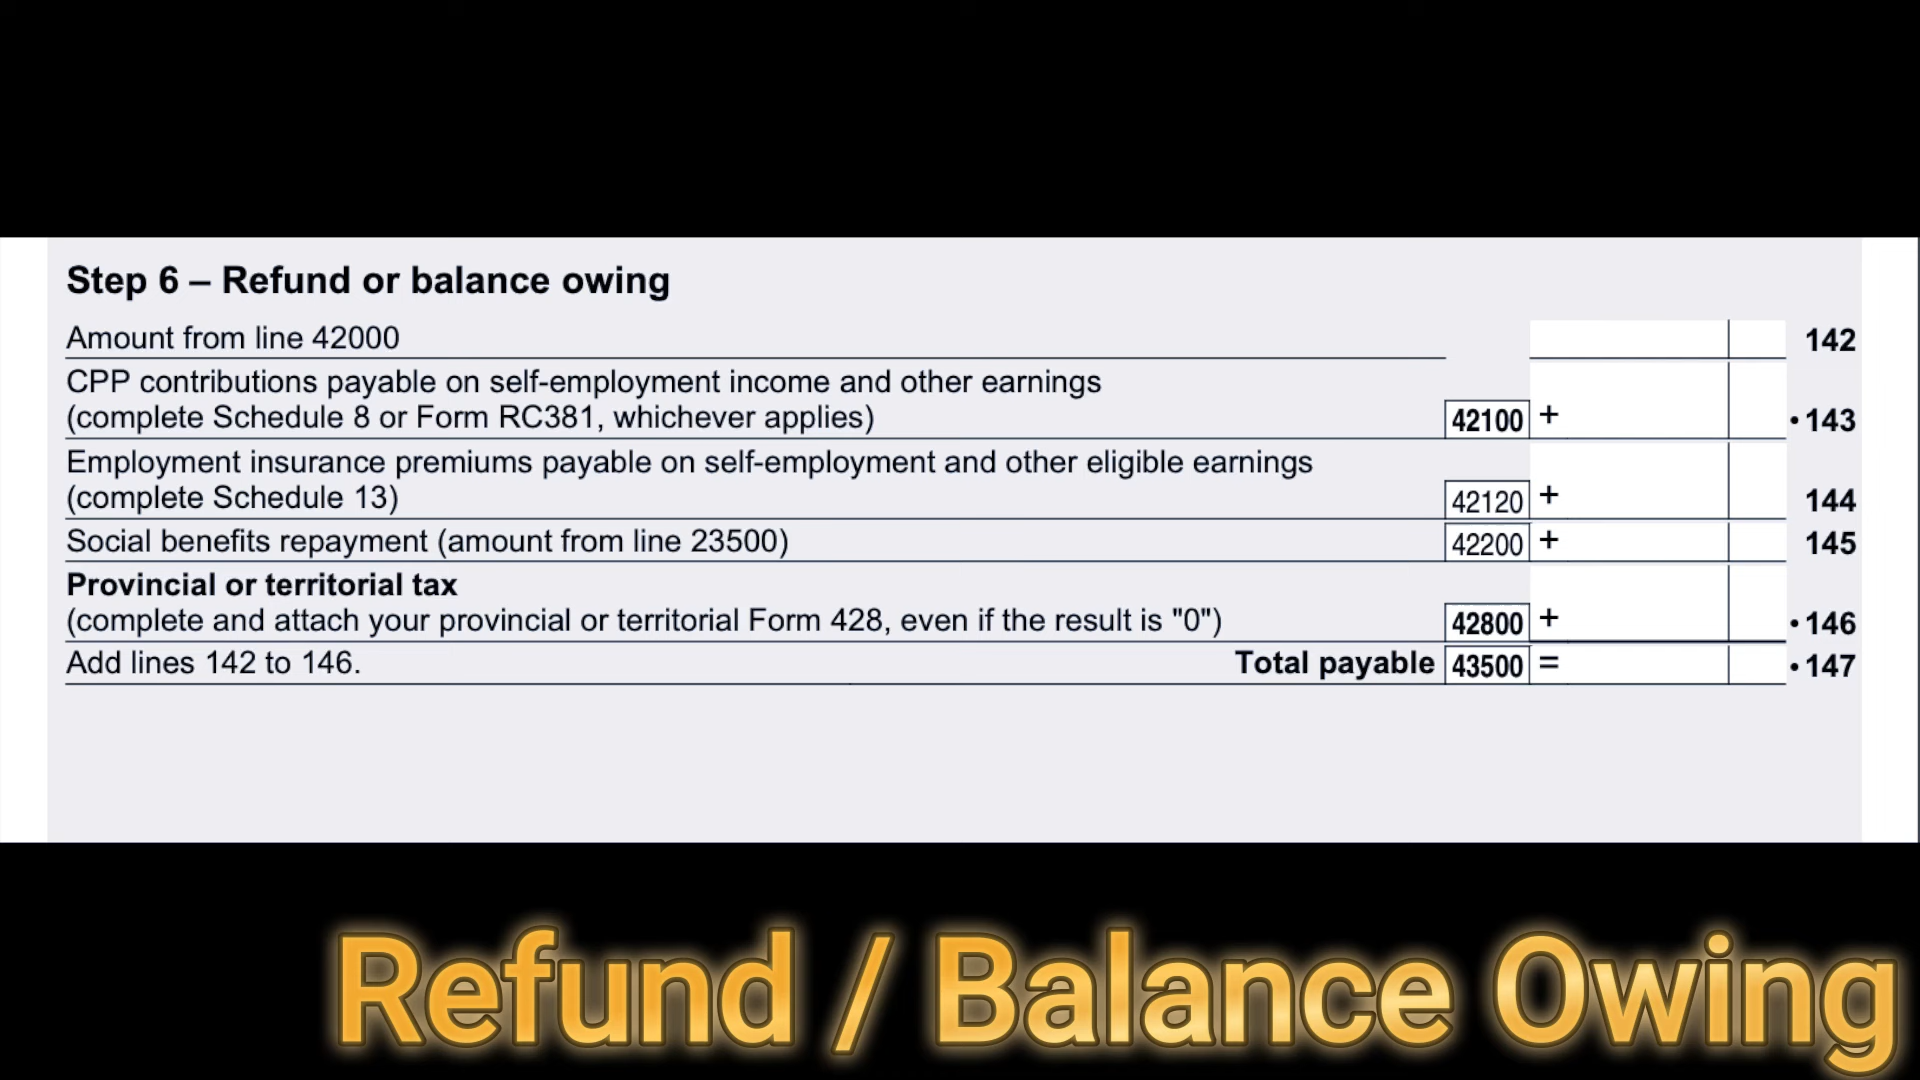 Step 6 – Refund or balance owing
Amount from line 42000 142
CPP contributions payable on self-employment income and other earnings
(complete Schedule 8 or Form RC381, whichever applies) 42100 + •143
Employment insurance premiums payable on self-employment and other eligible earnings
(complete Schedule 13) 42120 + 144
Social benefits repayment (amount from line 23500) 42200 + 145
Provincial or territorial tax
(complete and attach your provincial or territorial Form 428, even if the result is "0") 42800 + •146
Add lines 142 to 146. Total payable 43500 = •147
Refund / Balance Owing